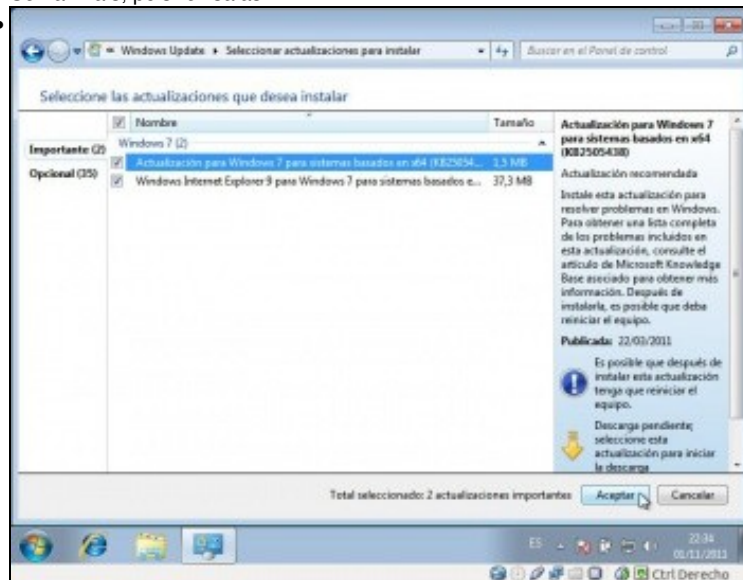 Windows Update ▸ Seleccionar actualizaciones para instalar
Buscar en el Panel de control
Seleccione las actualizaciones que desea instalar
Nombre Tamaño
Importante (2)
Opcional (35)
Windows 7 (2)
Actualización para Windows 7 para sistemas basados en x64 (KB25054... 1,5 MB
Windows Internet Explorer 9 para Windows 7 para sistemas basados e... 37,3 MB
Actualización para Windows 7
para sistemas basados en x64
(KB2505438)
Actualización recomendada
Instale esta actualización para
resolver problemas en Windows.
Para obtener una lista completa
de los problemas incluidos en
esta actualización, consulte el
artículo de Microsoft Knowledge
Base asociado para obtener más
información. Después de
instalarla, es posible que deba
reiniciar el equipo.
Publicada: 22/03/2011
Es posible que después de
instalar esta actualización
tenga que reiniciar el
equipo.
Descarga pendiente;
seleccione esta
actualización para iniciar
la descarga
Total seleccionado: 2 actualizaciones importantes
Aceptar Cancelar
ES
22:34
01/11/2011
Ctrl Derecho